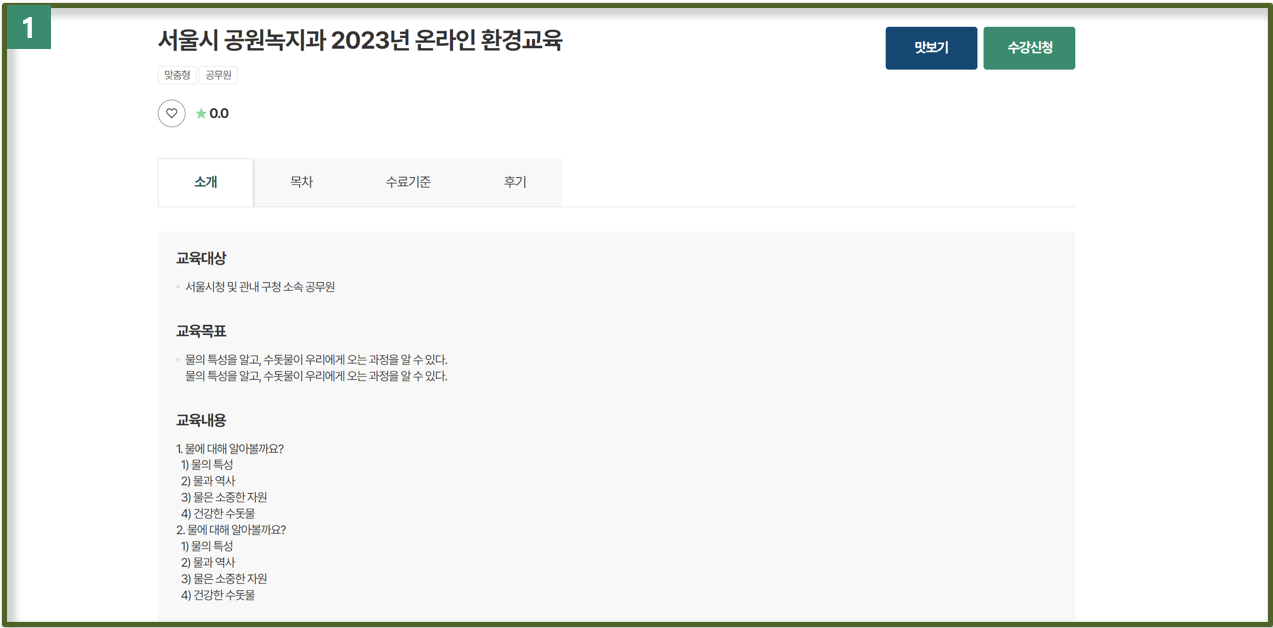 1
서울시 공원녹지과 2023년 온라인 환경교육
맛보기
수강신청
맞춤형 공무원
★ 0.0
소개 목차 수료기준 후기
교육대상
서울시청 및 관내 구청 소속 공무원
교육목표
물의 특성을 알고, 수돗물이 우리에게 오는 과정을 알 수 있다.
물의 특성을 알고, 수돗물이 우리에게 오는 과정을 알 수 있다.
교육내용
1. 물에 대해 알아볼까요?
1) 물의 특성
2) 물과 역사
3) 물은 소중한 자원
4) 건강한 수돗물
2. 물에 대해 알아볼까요?
1) 물의 특성
2) 물과 역사
3) 물은 소중한 자원
4) 건강한 수돗물